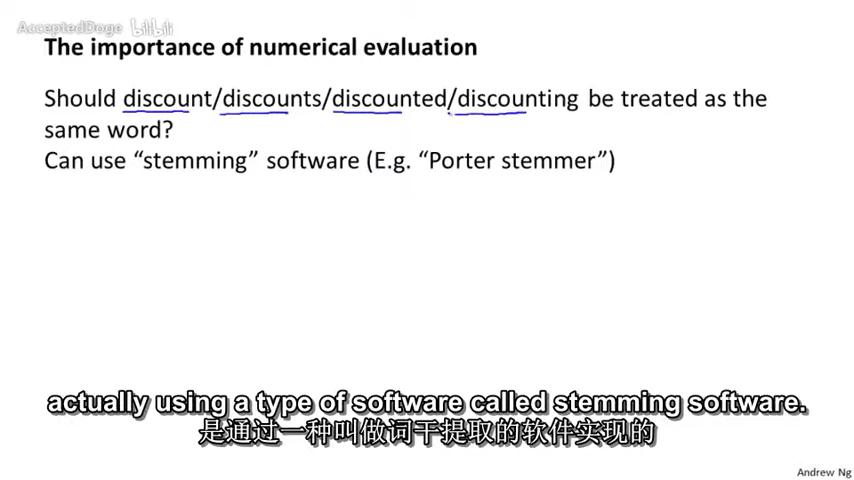 AcceptedDoge bilibili
The importance of numerical evaluation
Should discount/discounts/discounted/discounting be treated as the
same word?
Can use “stemming” software (E.g. “Porter stemmer”)
actually using a type of software called stemming software.
是通过一种叫做词干提取的软件实现的
Andrew Ng